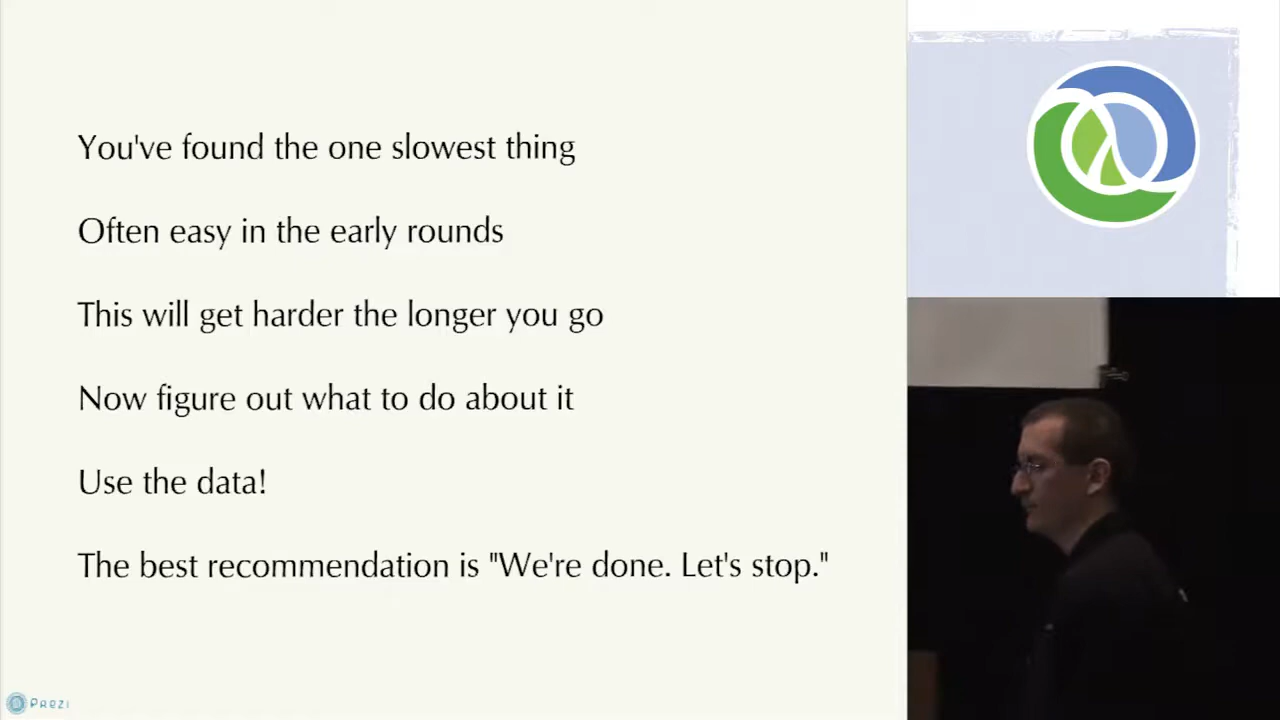 You've found the one slowest thing
Often easy in the early rounds
This will get harder the longer you go
Now figure out what to do about it
Use the data!
The best recommendation is "We're done. Let's stop."
Prezi